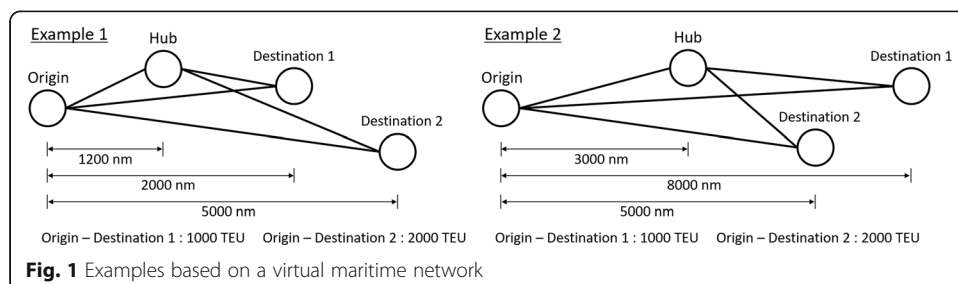 Example 1
Hub
Destination 1
Origin
Destination 2
1200 nm
2000 nm
5000 nm
Origin – Destination 1 : 1000 TEU Origin – Destination 2 : 2000 TEU
Example 2
Hub
Destination 1
Origin
Destination 2
3000 nm
8000 nm
5000 nm
Origin – Destination 1 : 1000 TEU Origin – Destination 2 : 2000 TEU
Fig. 1 Examples based on a virtual maritime network